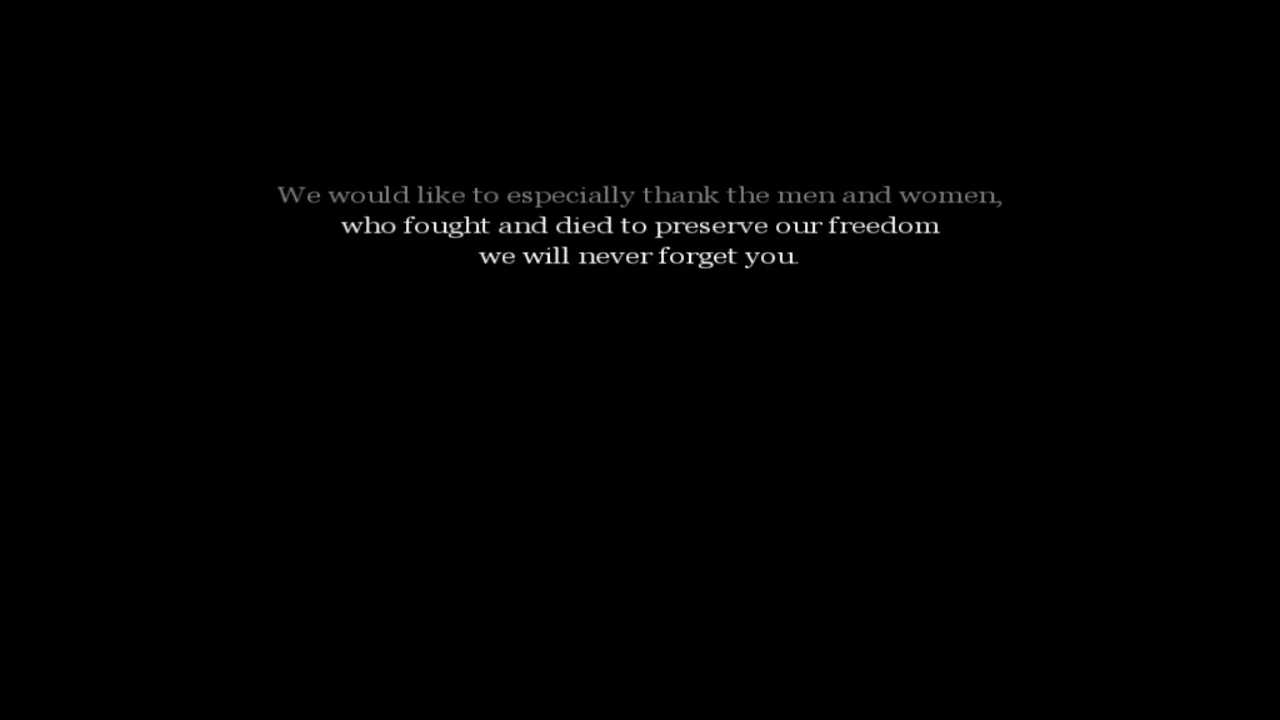 We would like to especially thank the men and women,
who fought and died to preserve our freedom
we will never forget you.